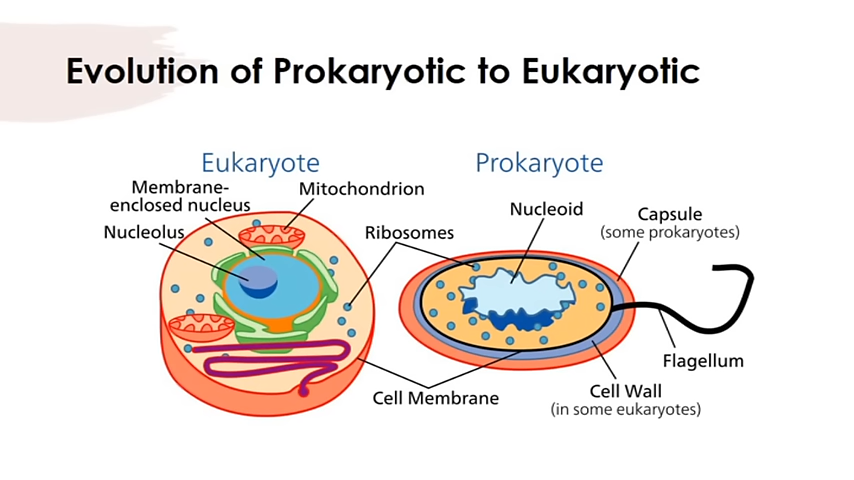 Evolution of Prokaryotic to Eukaryotic
Eukaryote
Prokaryote
Membrane-
enclosed nucleus
Mitochondrion
Nucleolus
Ribosomes
Nucleoid
Capsule
(some prokaryotes)
Flagellum
Cell Membrane
Cell Wall
(in some eukaryotes)